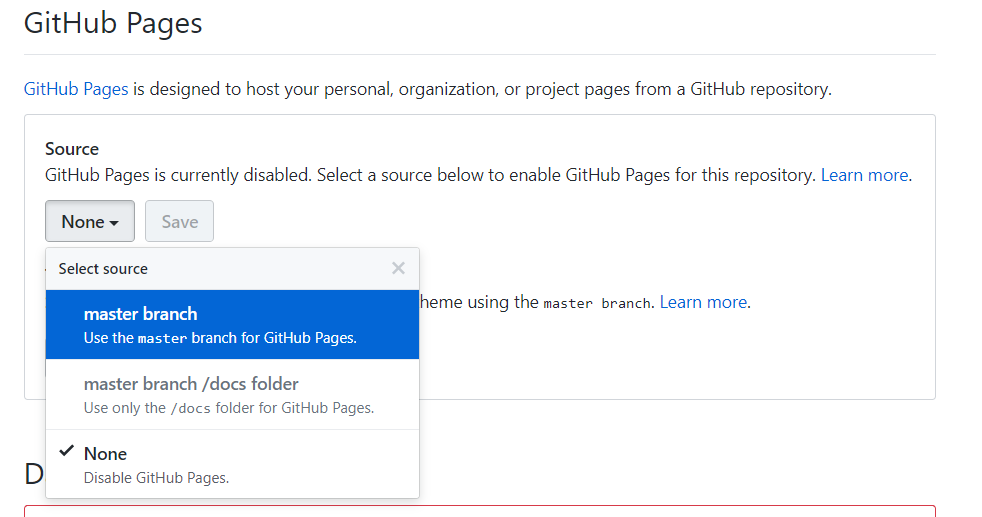 GitHub Pages
GitHub Pages is designed to host your personal, organization, or project pages from a GitHub repository.
Source
GitHub Pages is currently disabled. Select a source below to enable GitHub Pages for this repository. Learn more.
None
Save
Select source
master branch
Use the master branch for GitHub Pages.
heme using the master branch. Learn more.
master branch /docs folder
Use only the /docs folder for GitHub Pages.
None
Disable GitHub Pages.
D